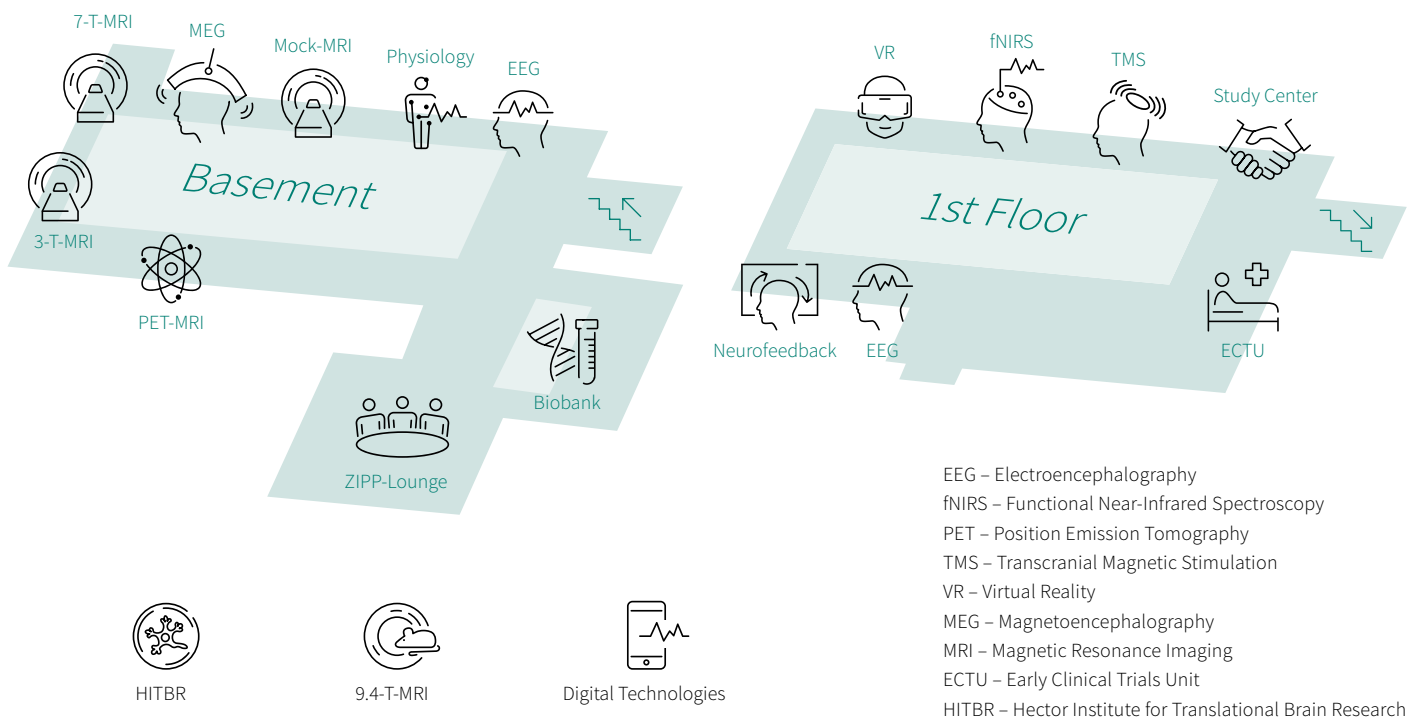 7-T-MRI
MEG
Mock-MRI
Physiology
EEG
Basement
3-T-MRI
PET-MRI
Biobank
ZIPP-Lounge
VR
fNIRS
TMS
Study Center
1st Floor
Neurofeedback
EEG
ECTU
HITBR
9.4-T-MRI
Digital Technologies
EEG – Electroencephalography
fNIRS – Functional Near-Infrared Spectroscopy
PET – Position Emission Tomography
TMS – Transcranial Magnetic Stimulation
VR – Virtual Reality
MEG – Magnetoencephalography
MRI – Magnetic Resonance Imaging
ECTU – Early Clinical Trials Unit
HITBR – Hector Institute for Translational Brain Research